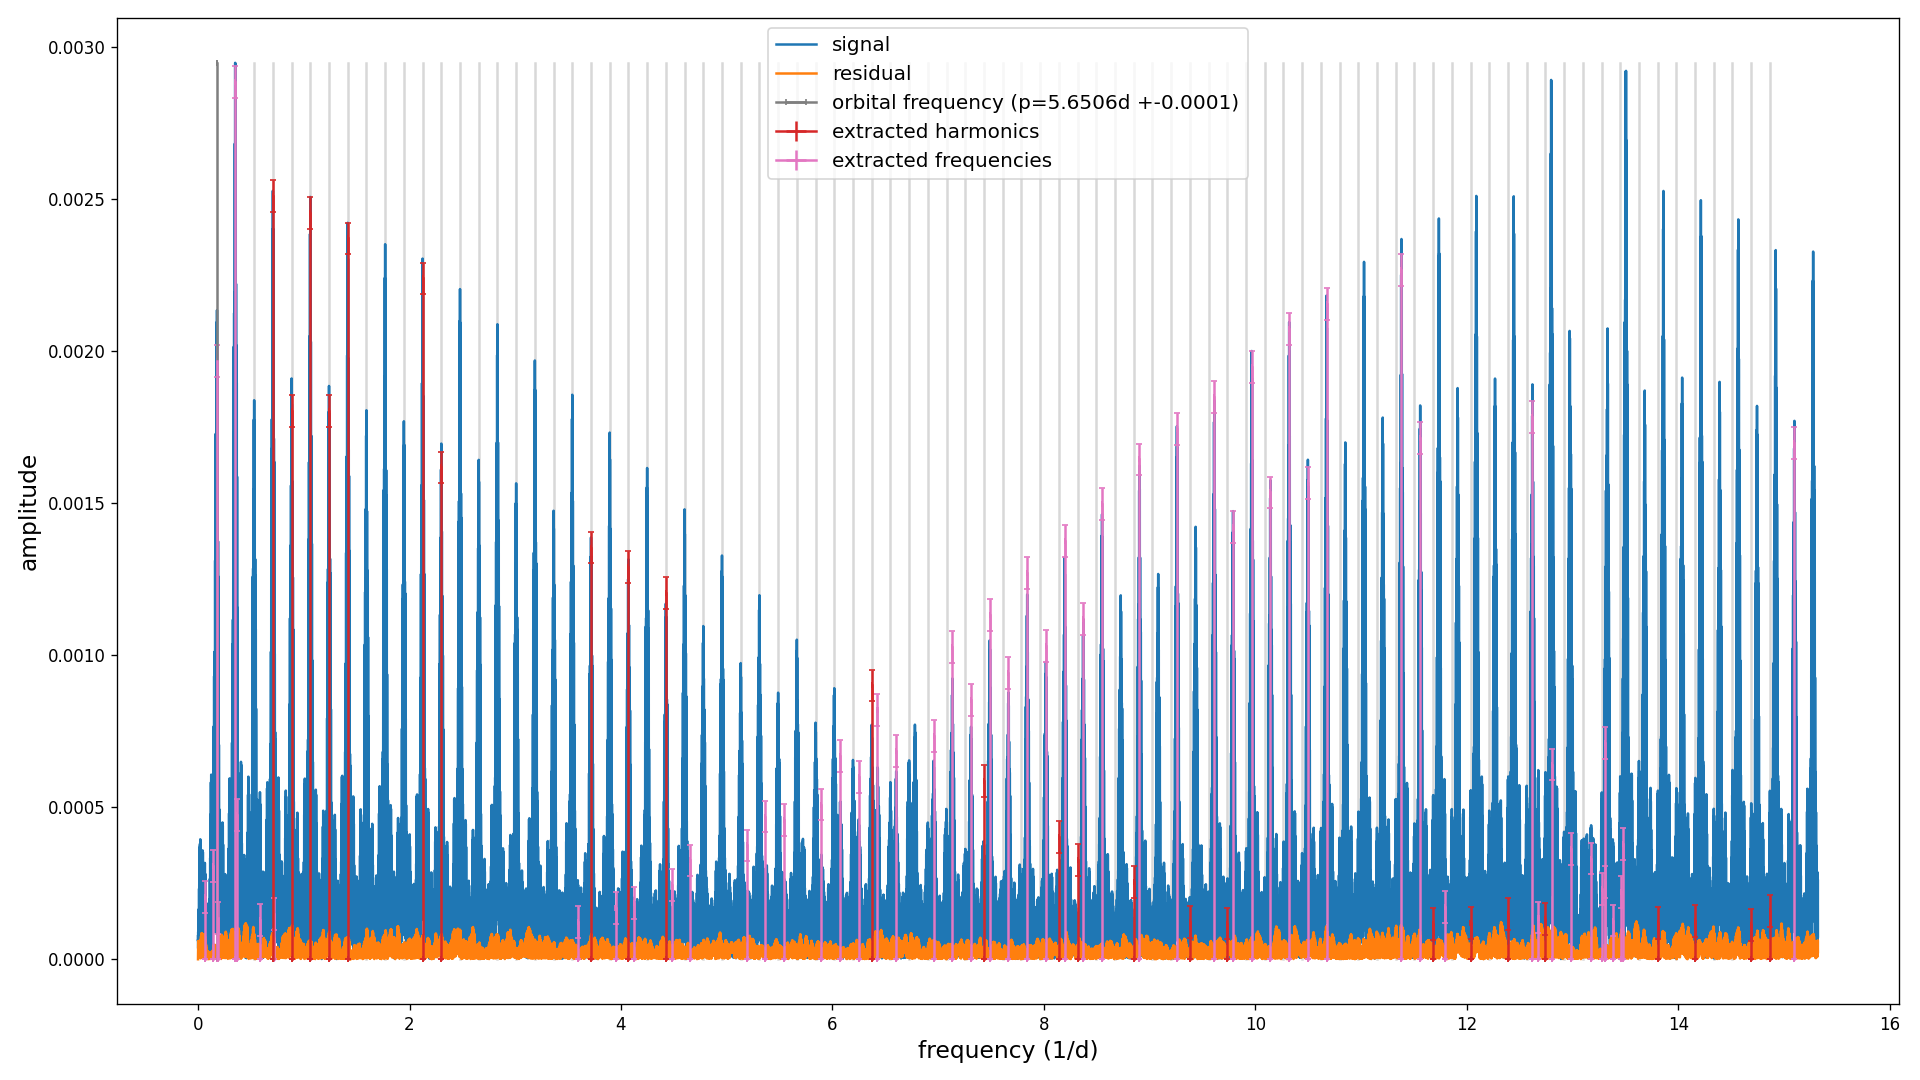 signal
residual
orbital frequency (p=5.6506d +-0.0001)
extracted harmonics
extracted frequencies
0.0030
0.0025
0.0020
0.0015
0.0010
0.0005
0.0000
amplitude
0 2 4 6 8 10 12 14 16
frequency (1/d)